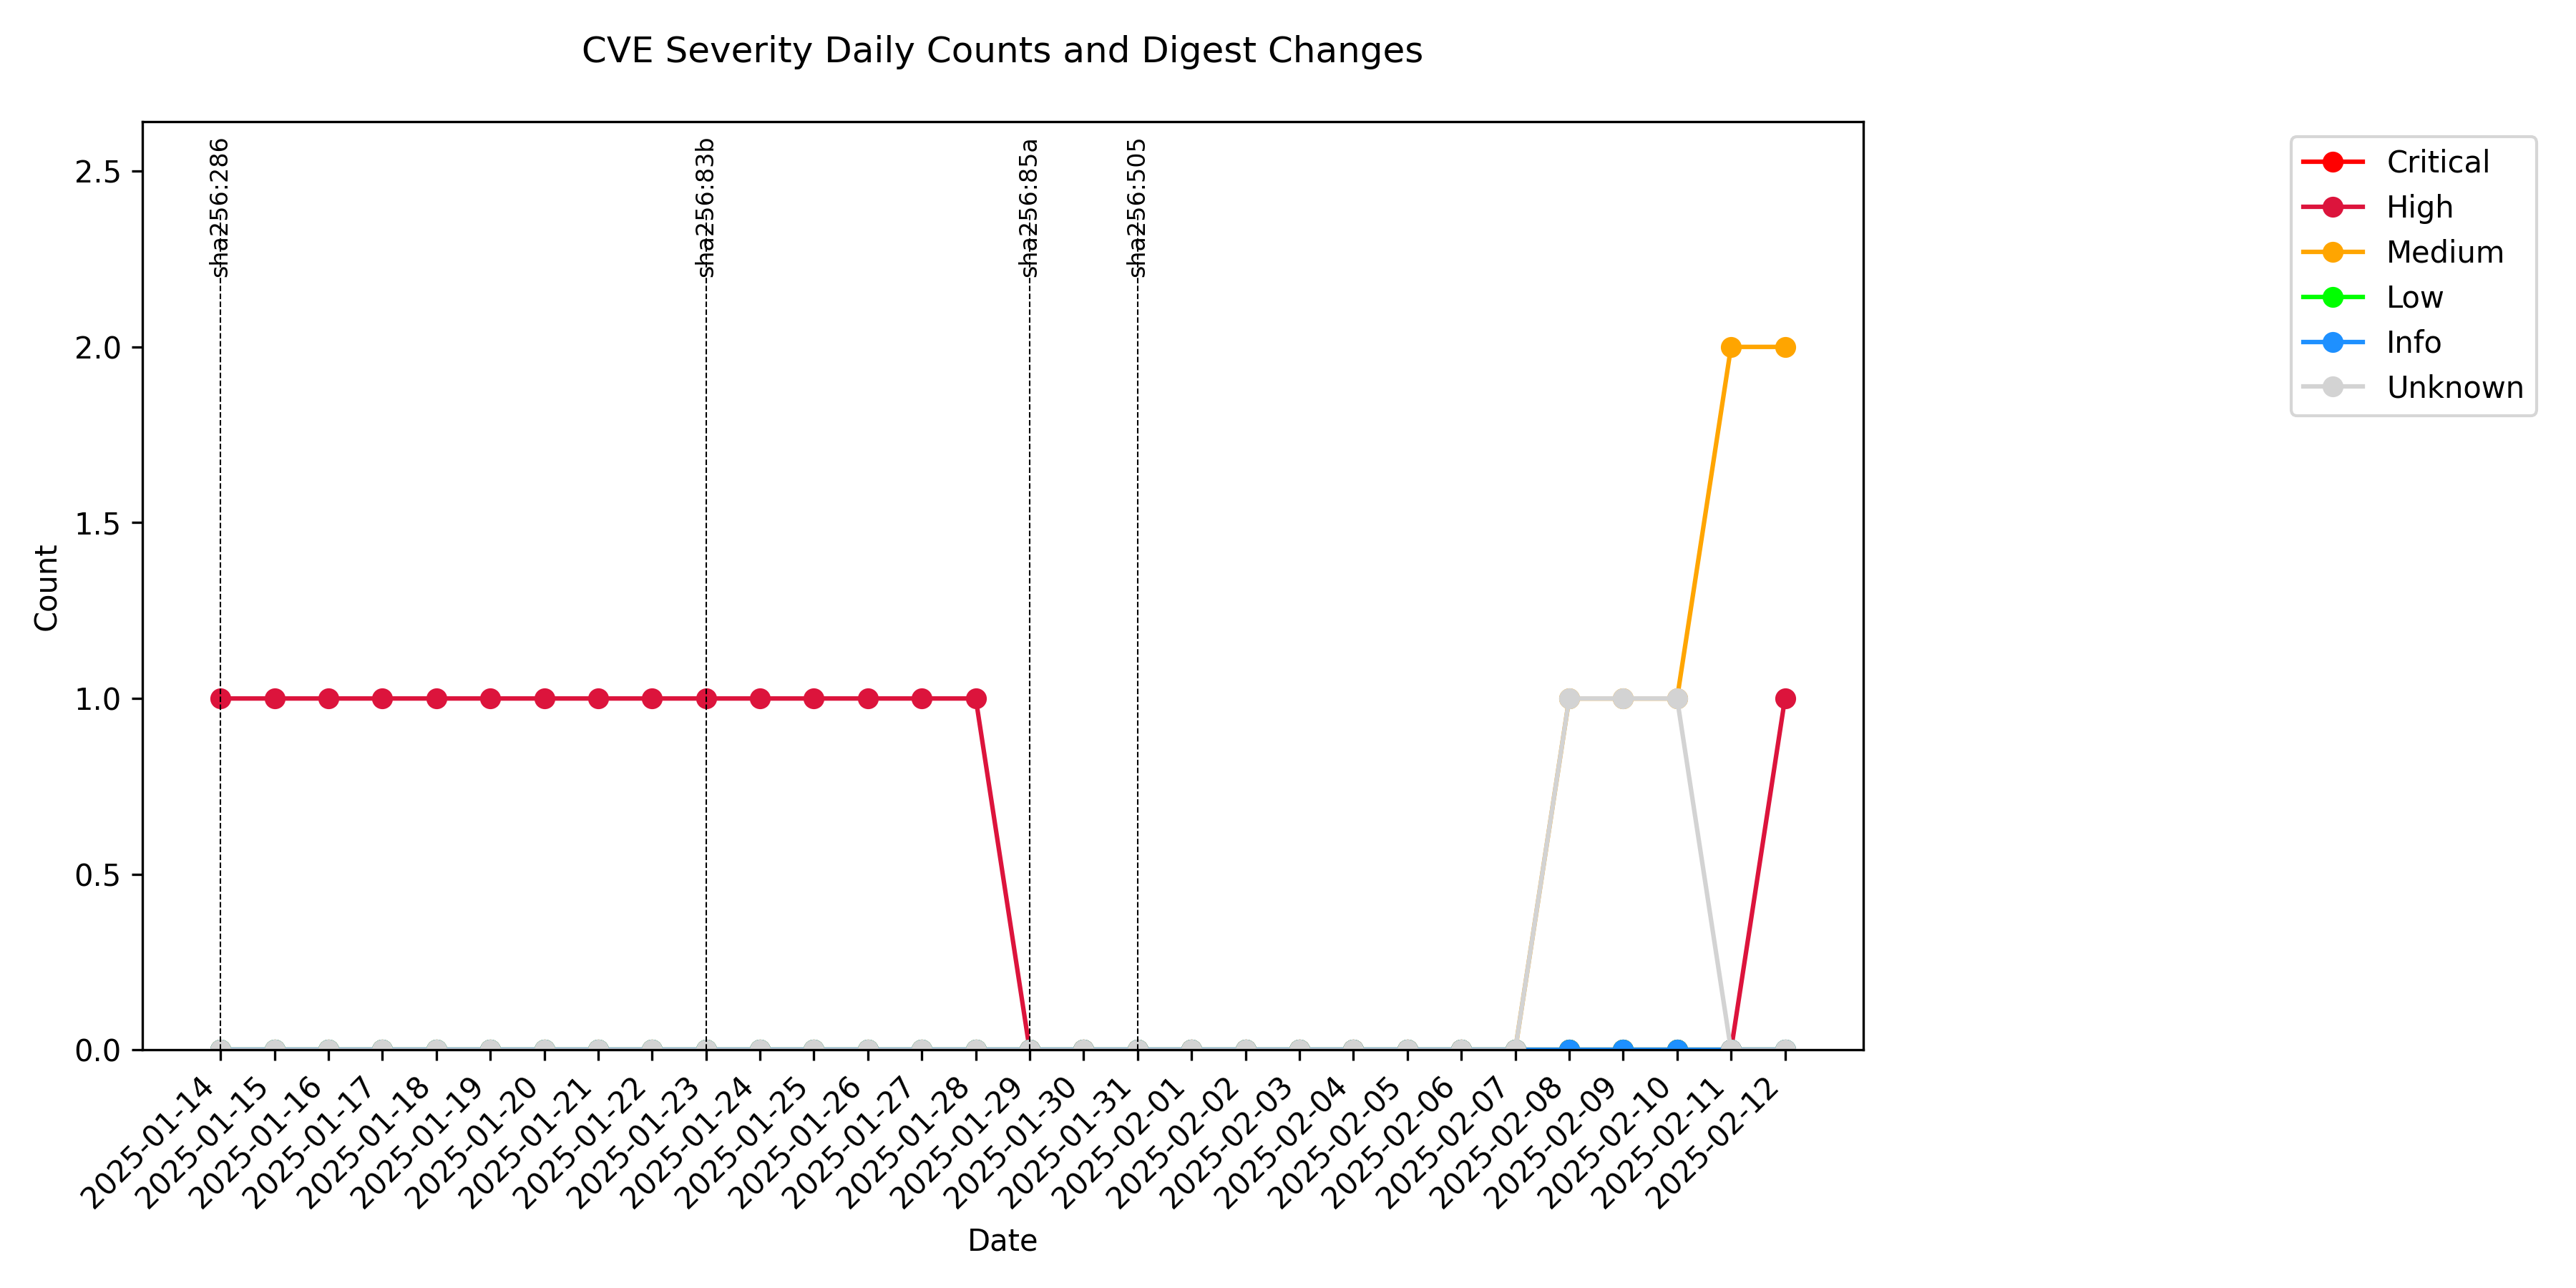 CVE Severity Daily Counts and Digest Changes
sha256:286
sha256:83b
sha256:85a
sha256:505
Critical
High
Medium
Low
Info
Unknown
2.5
2.0
1.5
1.0
0.5
0.0
Count
2025-01-14
2025-01-15
2025-01-16
2025-01-17
2025-01-18
2025-01-19
2025-01-20
2025-01-21
2025-01-22
2025-01-23
2025-01-24
2025-01-25
2025-01-26
2025-01-27
2025-01-28
2025-01-29
2025-01-30
2025-01-31
2025-02-01
2025-02-02
2025-02-03
2025-02-04
2025-02-05
2025-02-06
2025-02-07
2025-02-08
2025-02-09
2025-02-10
2025-02-11
2025-02-12
Date